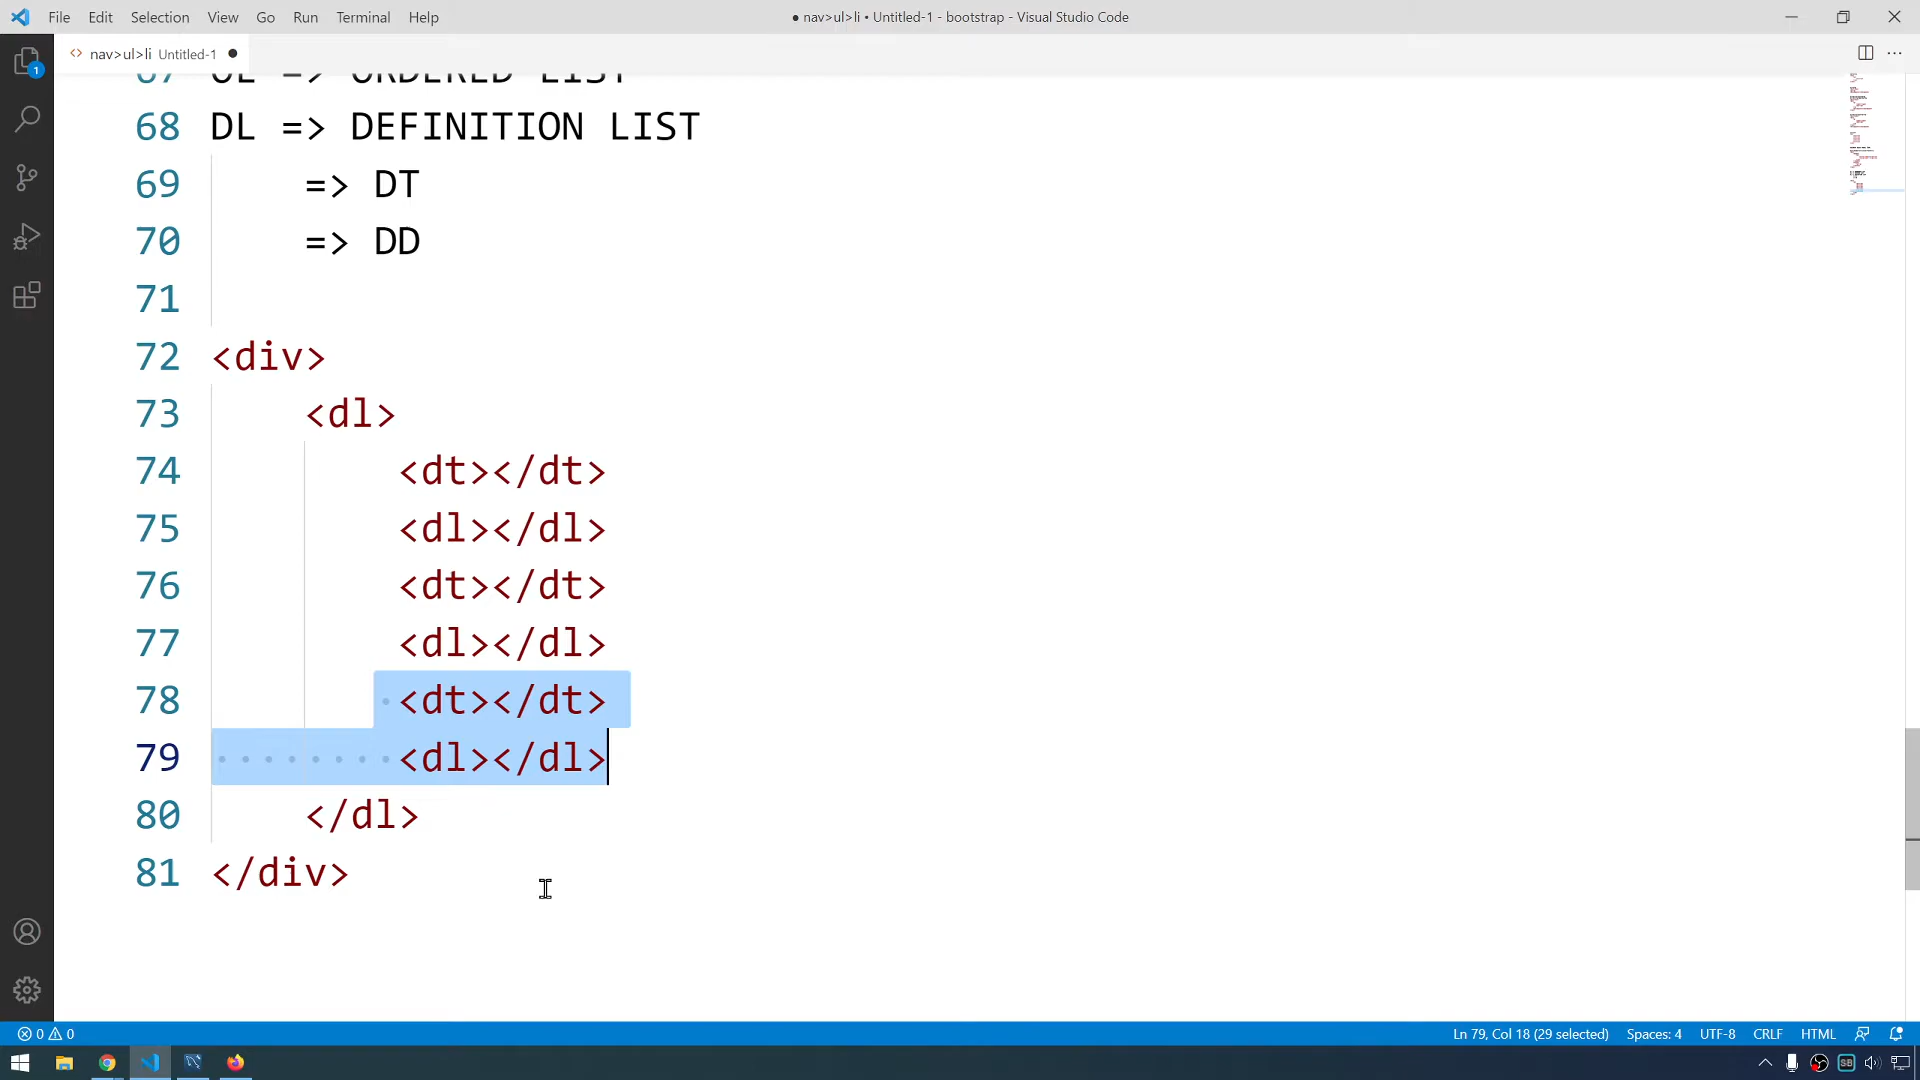 File Edit Selection View Go Run Terminal Help
● nav>ul>li • Untitled-1 - bootstrap - Visual Studio Code
<> nav>ul>li Untitled-1 ●
1
67 OL => ORDERED LIST
68 DL => DEFINITION LIST
69 => DT
70 => DD
71
72 <div>
73 <dl>
74 <dt></dt>
75 <dl></dl>
76 <dt></dt>
77 <dl></dl>
78 <dt></dt>
79 <dl></dl>
80 </dl>
81 </div>
0 0
Ln 79, Col 18 (29 selected) Spaces: 4 UTF-8 CRLF HTML
SB